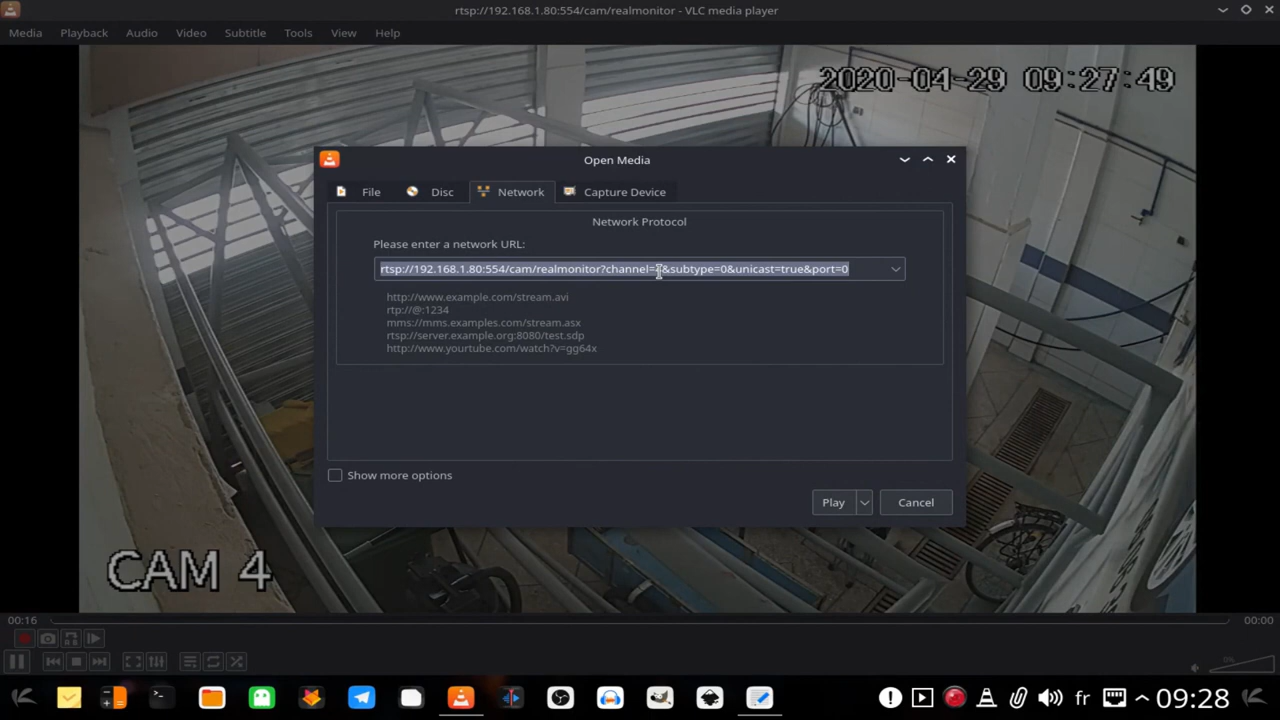 rtsp://192.168.1.80:554/cam/realmonitor - VLC media player
Media Playback Audio Video Subtitle Tools View Help
2020-04-29 09:27:49
Open Media
File Disc Network Capture Device
Network Protocol
Please enter a network URL:
rtsp://192.168.1.80:554/cam/realmonitor?channel= &subtype=0&unicast=true&port=0
http://www.example.com/stream.avi
rtp://@:1234
mms://mms.examples.com/stream.asx
rtsp://server.example.org:8080/test.sdp
http://www.yourtube.com/watch?v=gg64x
Show more options
Play Cancel
CAM 4
00:16 00:00
0%
fr 09:28